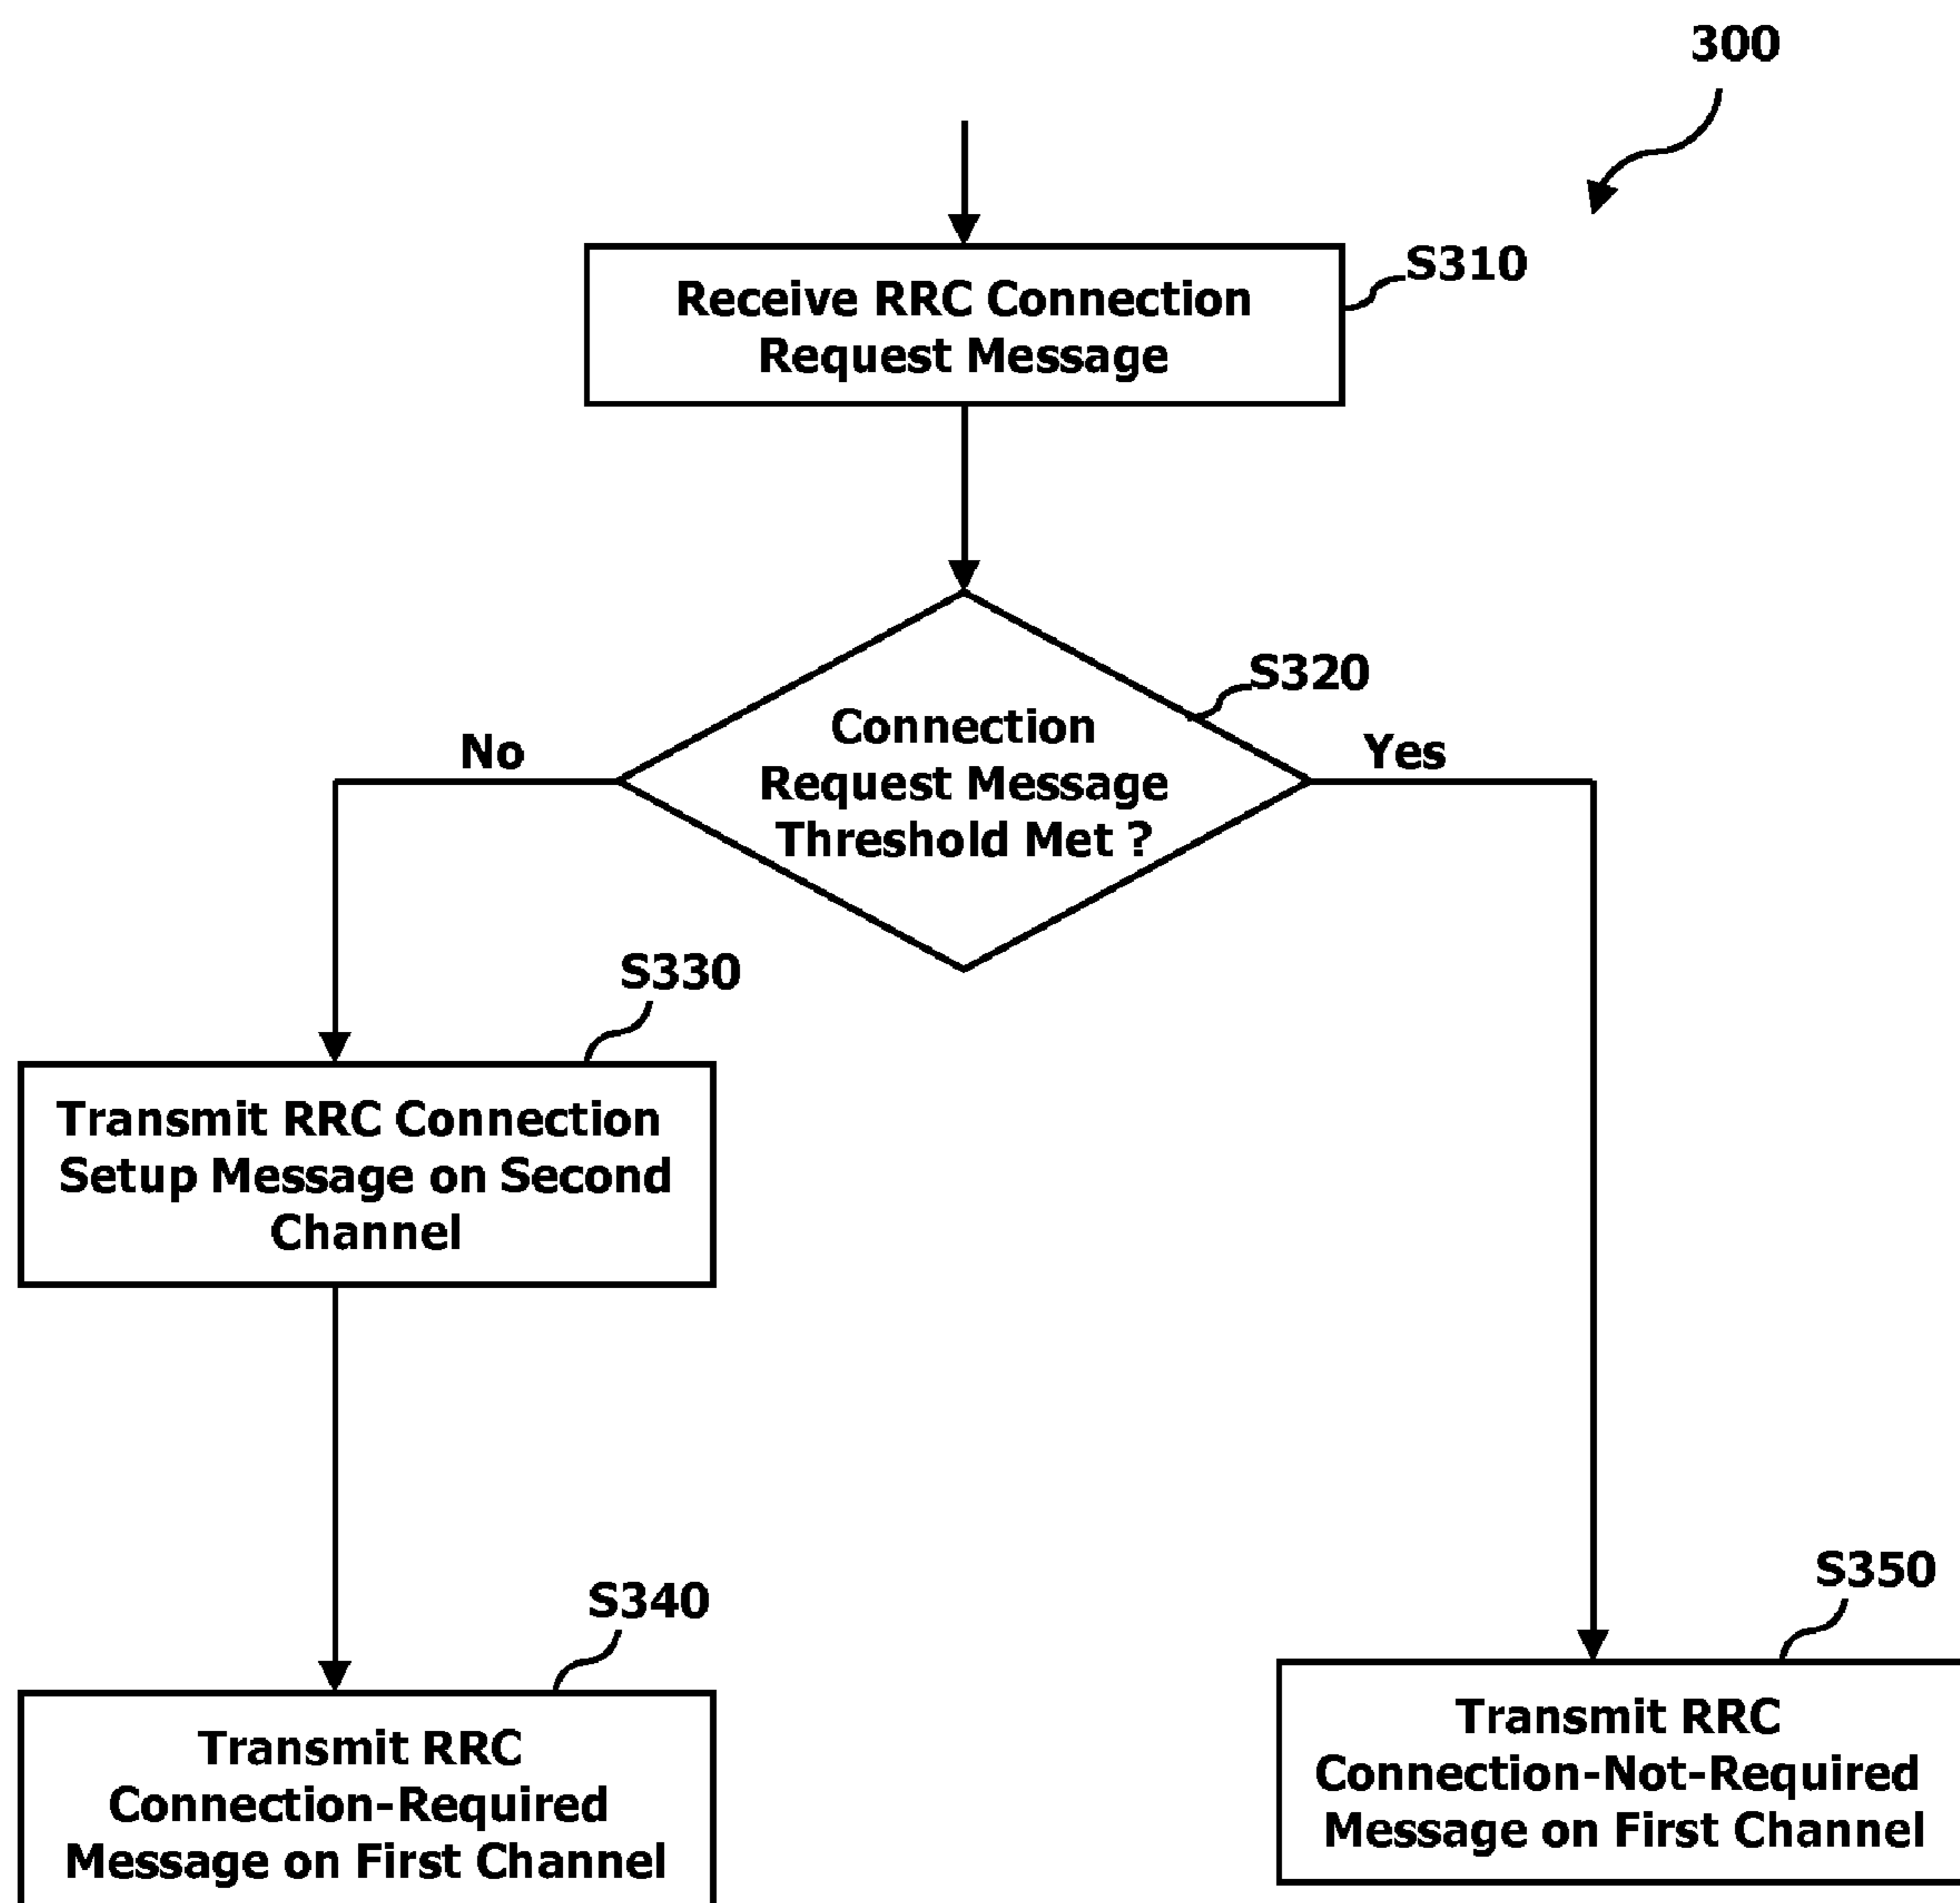 300
Receive RRC Connection
Request Message
S310
S320
Connection
Request Message
Threshold Met ?
No
Yes
S330
Transmit RRC Connection
Setup Message on Second
Channel
S340
Transmit RRC
Connection-Required
Message on First Channel
S350
Transmit RRC
Connection-Not-Required
Message on First Channel